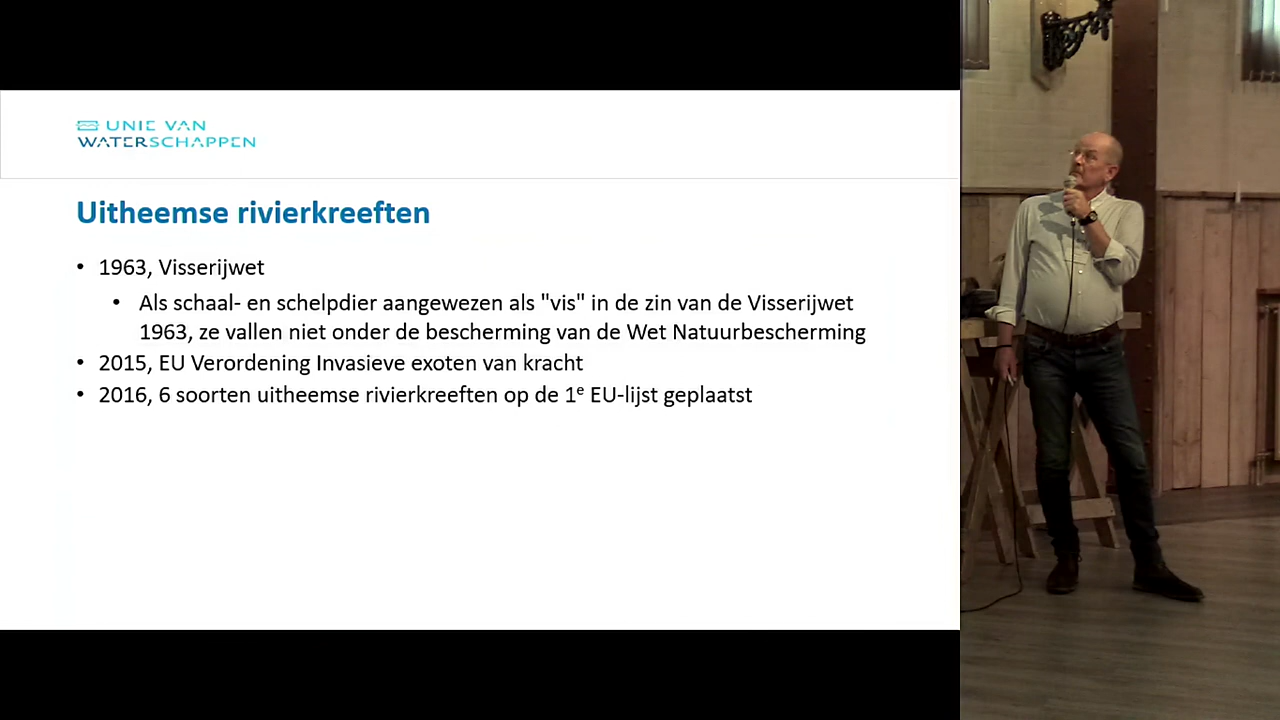 UNIE VAN
WATERSCHAPPEN
Uitheemse rivierkreeften
• 1963, Visserijwet
• Als schaal- en schelpdier aangewezen als "vis" in de zin van de Visserijwet
1963, ze vallen niet onder de bescherming van de Wet Natuurbescherming
• 2015, EU Verordening Invasieve exoten van kracht
• 2016, 6 soorten uitheemse rivierkreeften op de 1e EU-lijst geplaatst